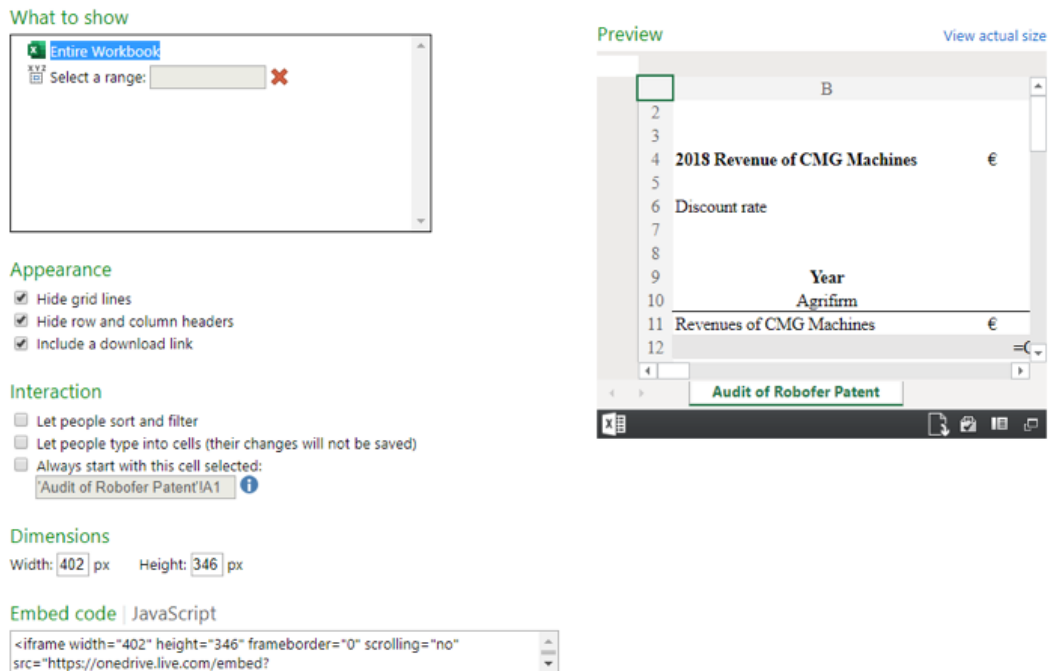 What to show
Entire Workbook
XYZ
Select a range:
Appearance
Hide grid lines
Hide row and column headers
Include a download link
Interaction
Let people sort and filter
Let people type into cells (their changes will not be saved)
Always start with this cell selected:
'Audit of Robofer Patent'!A1
Dimensions
Width: 402 px Height: 346 px
Embed code | JavaScript
<iframe width="402" height="346" frameborder="0" scrolling="no"
src="https://onedrive.live.com/embed?
Preview View actual size
B
2
3
4 2018 Revenue of CMG Machines €
5
6 Discount rate
7
8
9 Year
10 Agrifirm
11 Revenues of CMG Machines €
12
Audit of Robofer Patent